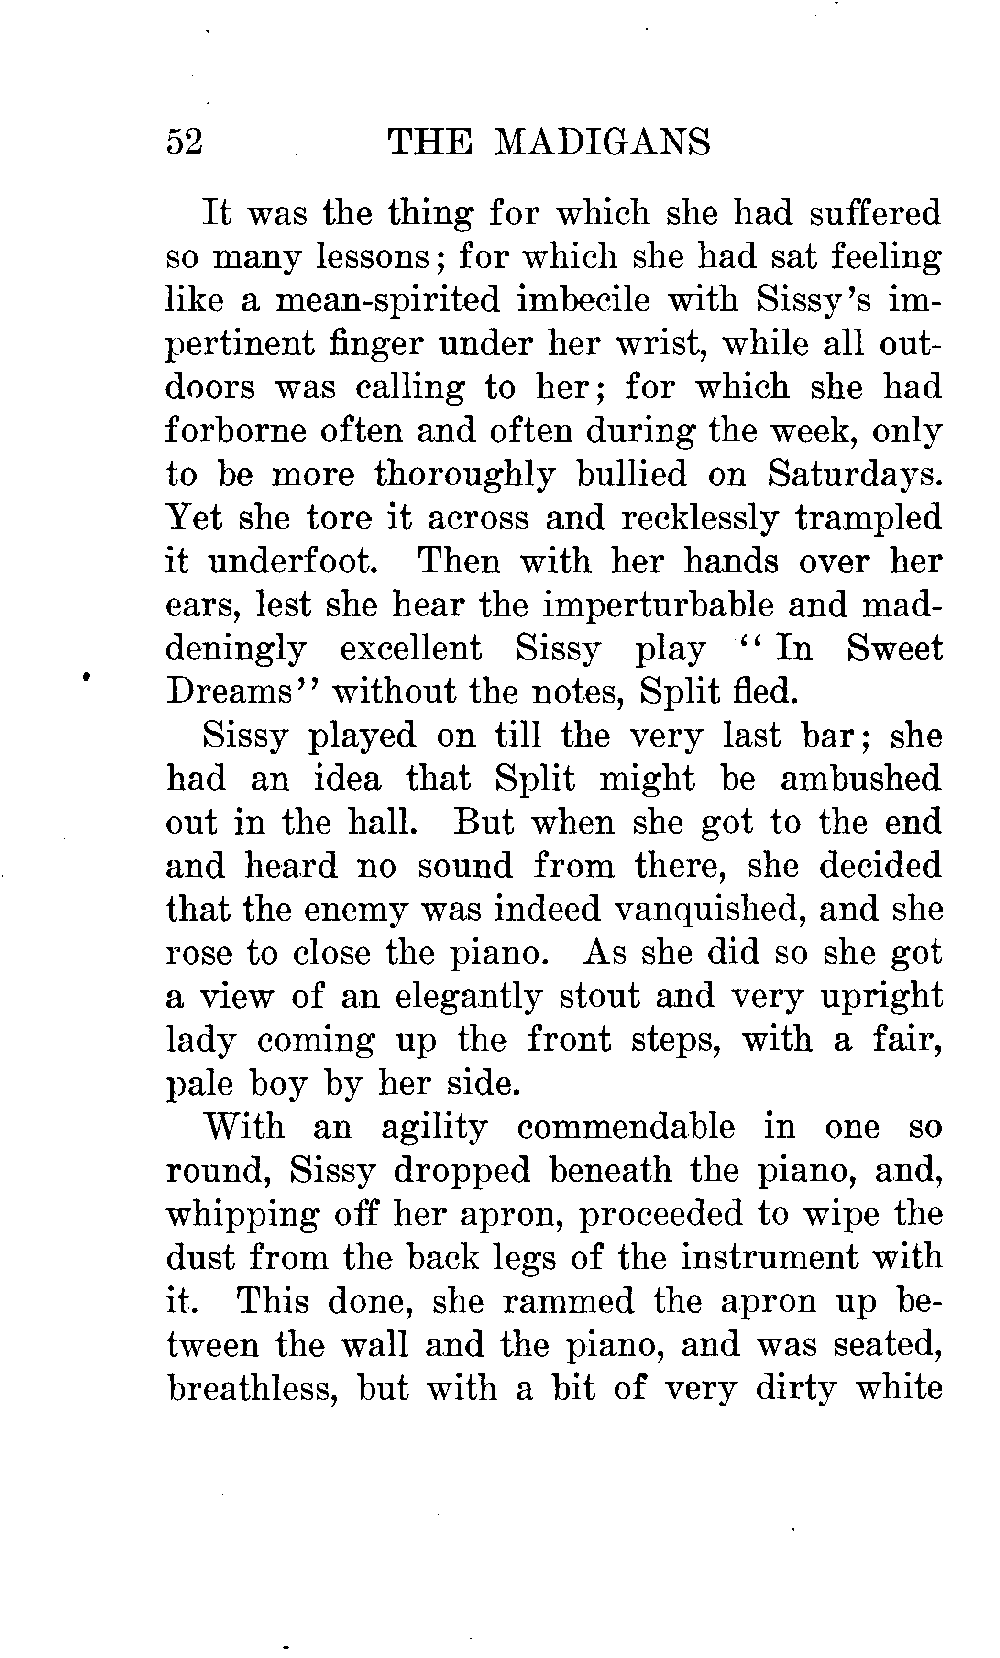 52 THE MADIGANS
It was the thing for which she had suffered
so many lessons; for which she had sat feeling
like a mean-spirited imbecile with Sissy's im-
pertinent finger under her wrist, while all out-
doors was calling to her; for which she had
forborne often and often during the week, only
to be more thoroughly bullied on Saturdays.
Yet she tore it across and recklessly trampled
it underfoot. Then with her hands over her
ears, lest she hear the imperturbable and mad-
deningly excellent Sissy play "In Sweet
Dreams" without the notes, Split fled.
Sissy played on till the very last bar; she
had an idea that Split might be ambushed
out in the hall. But when she got to the end
and heard no sound from there, she decided
that the enemy was indeed vanquished, and she
rose to close the piano. As she did so she got
a view of an elegantly stout and very upright
lady coming up the front steps, with a fair,
pale boy by her side.
With an agility commendable in one so
round, Sissy dropped beneath the piano, and,
whipping off her apron, proceeded to wipe the
dust from the back legs of the instrument with
it. This done, she rammed the apron up be-
tween the wall and the piano, and was seated,
breathless, but with a bit of very dirty white